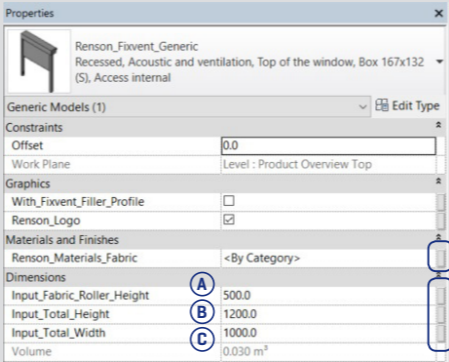 Properties
Renson_Fixvent_Generic
Recessed, Acoustic and ventilation, Top of the window, Box 167x132
(S), Access internal
Generic Models (1) Edit Type
Constraints
Offset 0.0
Work Plane Level : Product Overview Top
Graphics
With_Fixvent_Filler_Profile
Renson_Logo
Materials and Finishes
Renson_Materials_Fabric <By Category>
Dimensions
A Input_Fabric_Roller_Height 500.0
B Input_Total_Height 1200.0
C Input_Total_Width 1000.0
Volume 0.030 m³